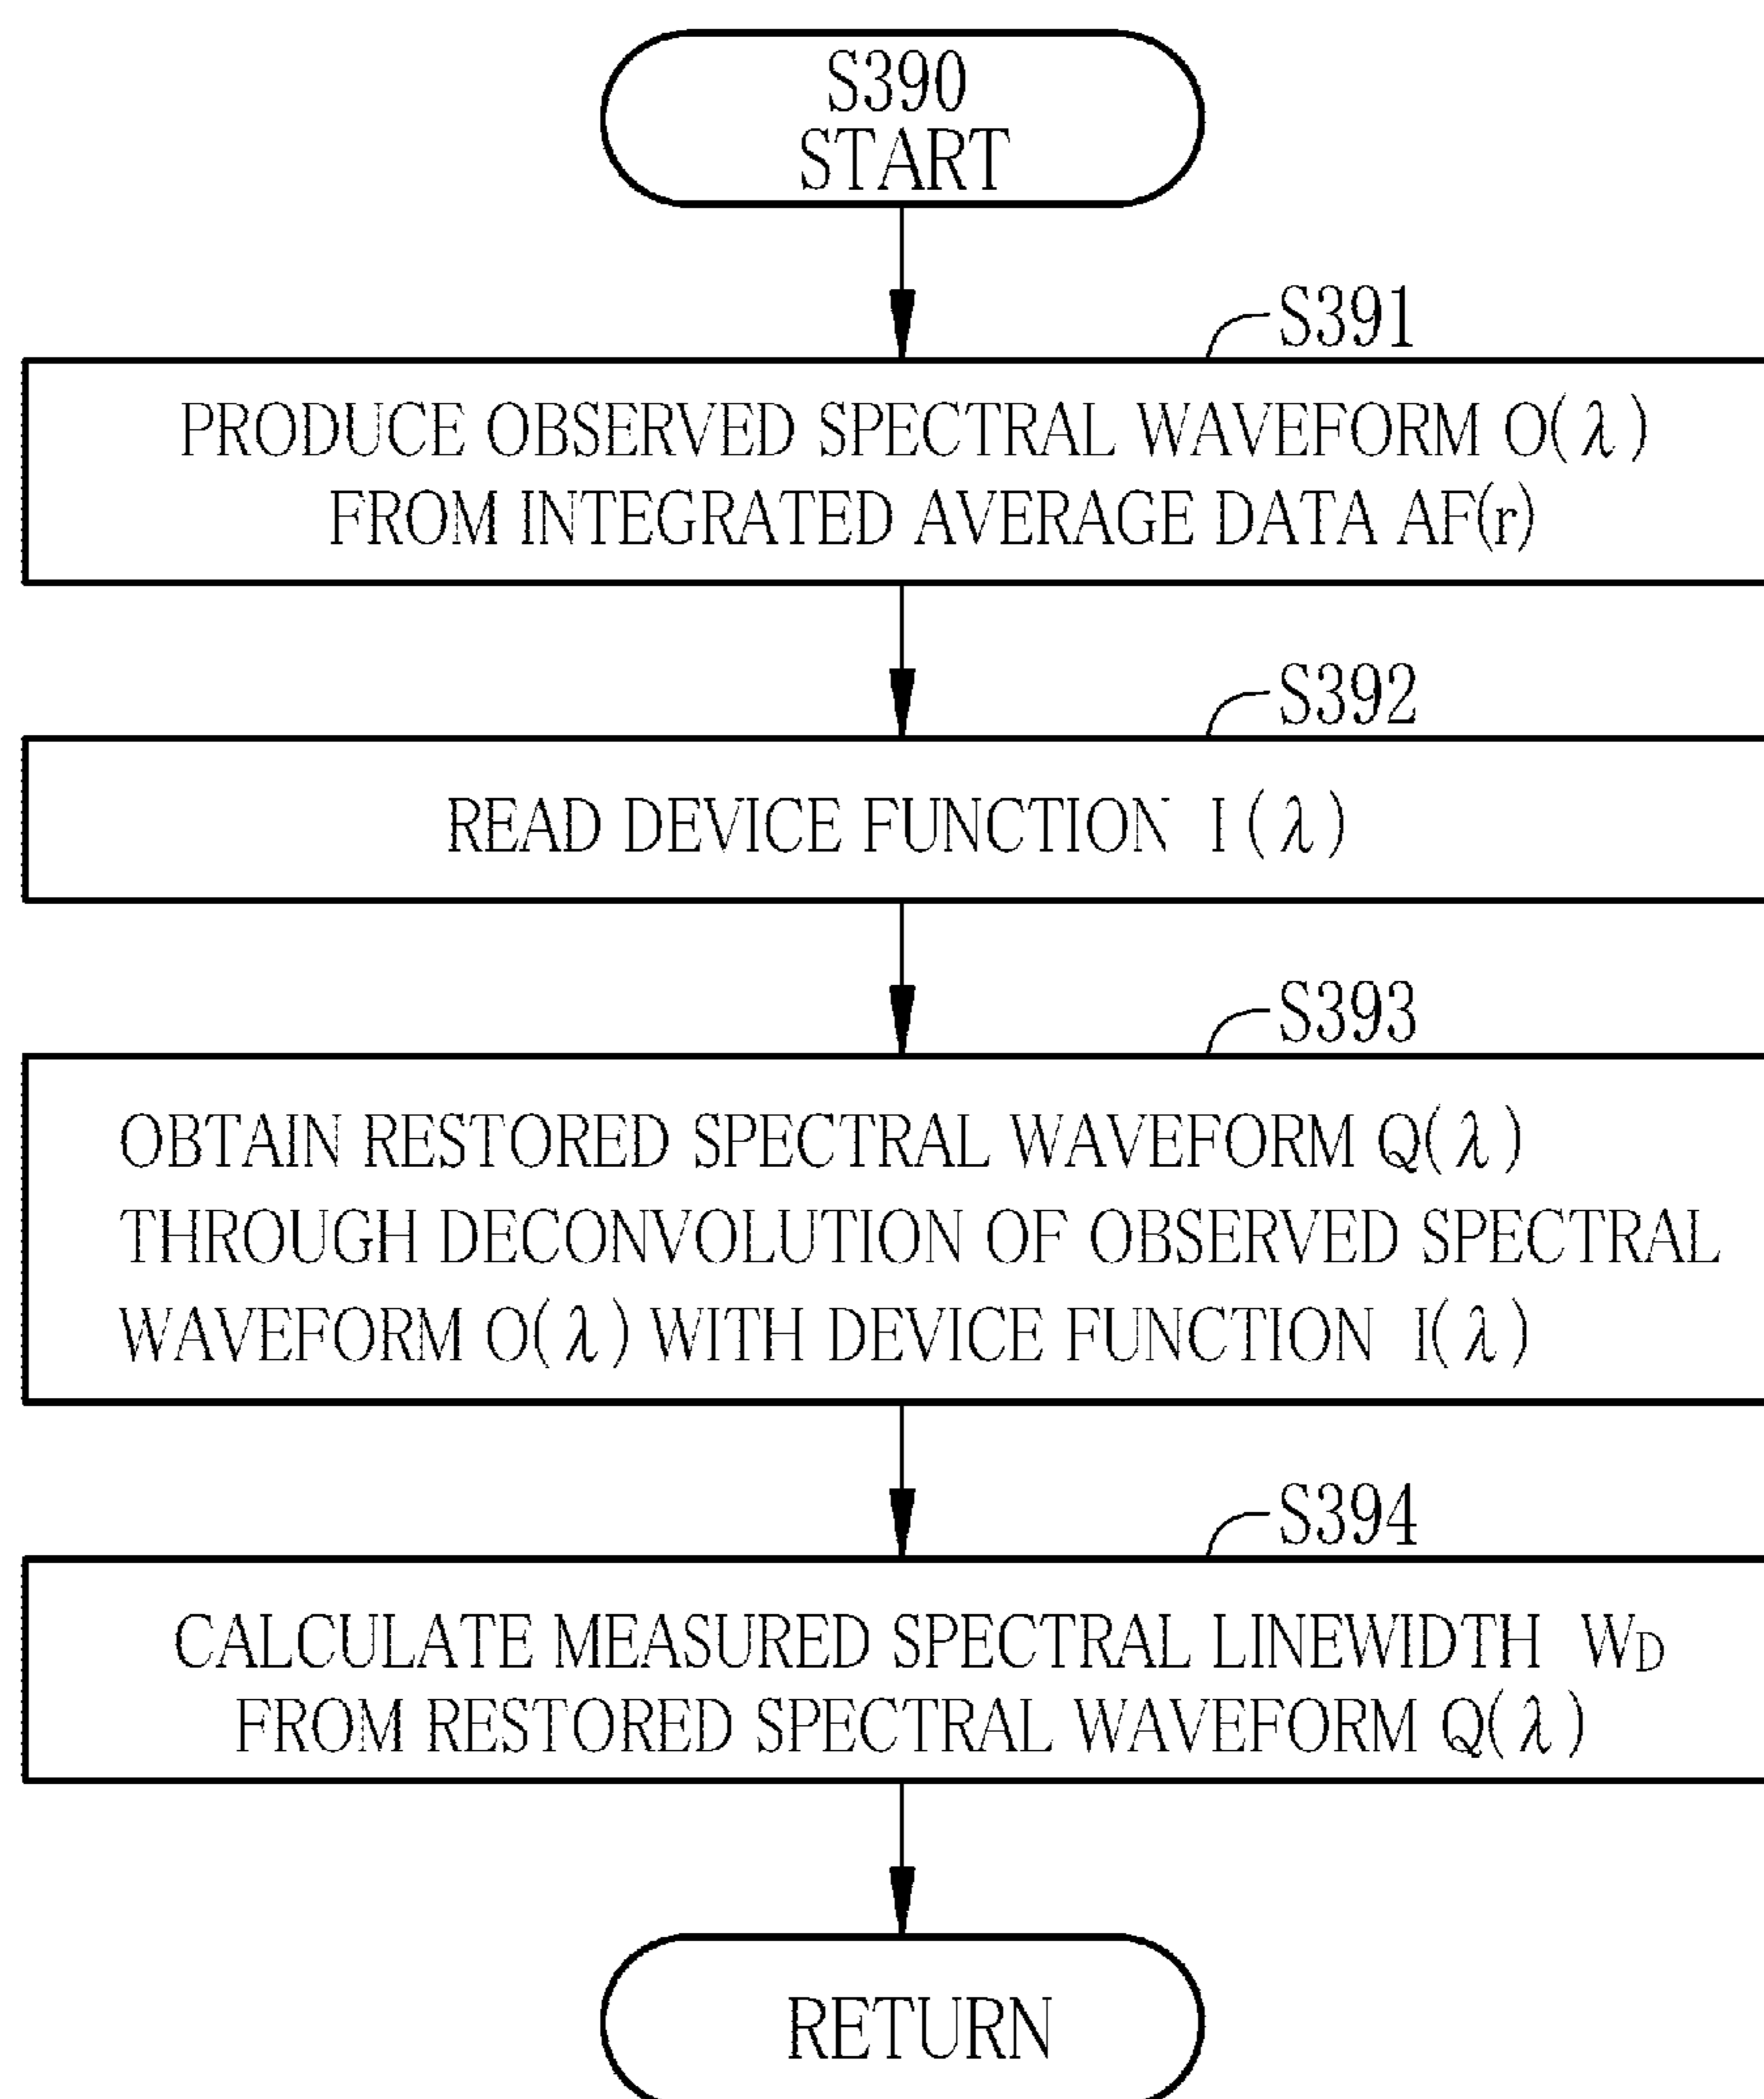 S390
START
S391
PRODUCE OBSERVED SPECTRAL WAVEFORM O(λ)
FROM INTEGRATED AVERAGE DATA AF(r)
S392
READ DEVICE FUNCTION I(λ)
S393
OBTAIN RESTORED SPECTRAL WAVEFORM Q(λ)
THROUGH DECONVOLUTION OF OBSERVED SPECTRAL
WAVEFORM O(λ) WITH DEVICE FUNCTION I(λ)
S394
CALCULATE MEASURED SPECTRAL LINEWIDTH WD
FROM RESTORED SPECTRAL WAVEFORM Q(λ)
RETURN